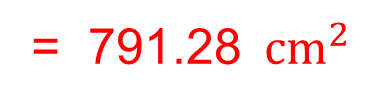 = 791.28 cm²